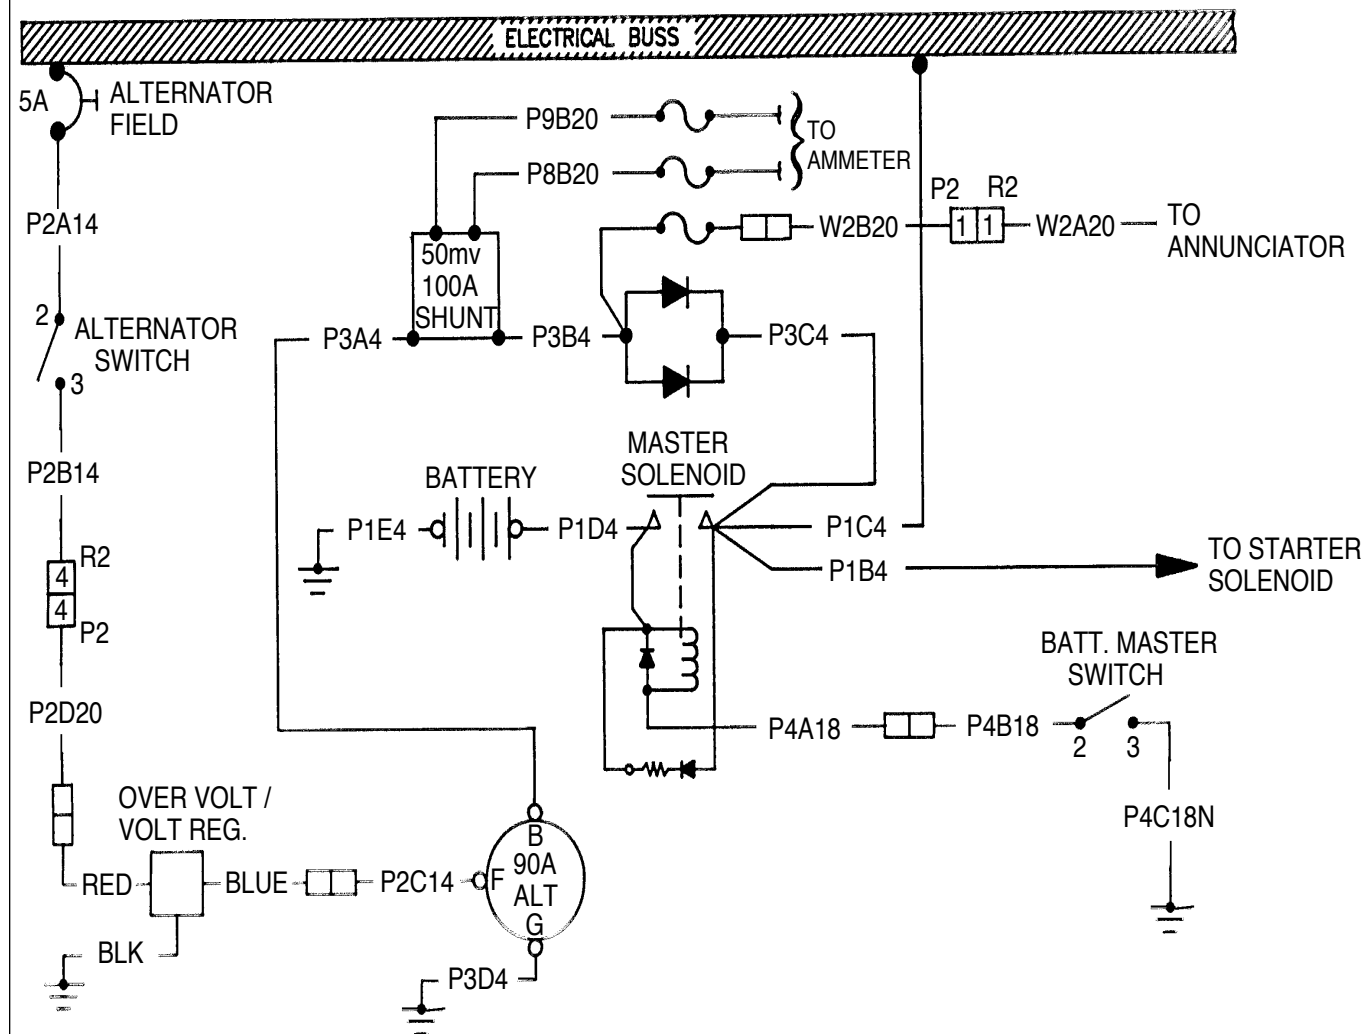 ELECTRICAL BUSS
5A
ALTERNATOR
FIELD
P9B20
P8B20
TO
AMMETER
P2 R2
P2A14
50mv
100A
SHUNT
W2B20
1 1
W2A20
TO
ANNUNCIATOR
2
ALTERNATOR
SWITCH
3
P3A4
P3B4
P3C4
P2B14
MASTER
SOLENOID
BATTERY
P1E4
P1D4
P1C4
P1B4
TO STARTER
SOLENOID
R2
4
4
P2
BATT. MASTER
SWITCH
P2D20
P4A18
P4B18
2
3
P4C18N
OVER VOLT /
VOLT REG.
RED
BLUE
P2C14
B
90A
F
ALT
G
BLK
P3D4